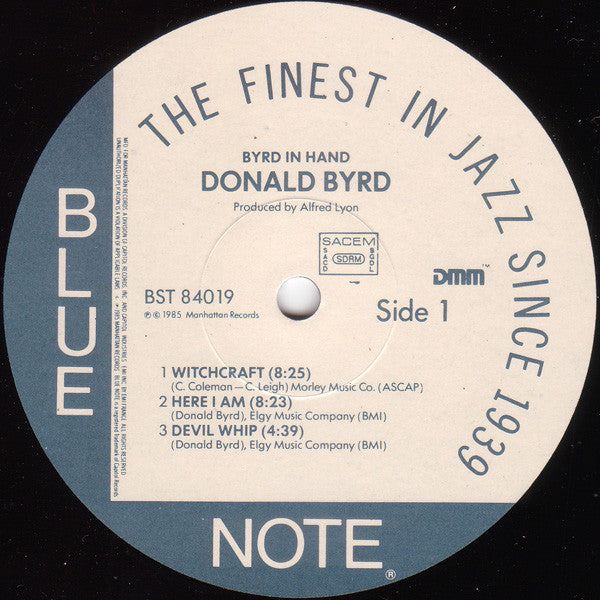 THE FINEST IN JAZZ SINCE 1939
BYRD IN HAND
DONALD BYRD
Produced by Alfred Lyon
SACEM
SACD
SDRM
SGDL
DMM™
BST 84019
Side 1
℗ © 1985 Manhattan Records
1 WITCHCRAFT (8:25)
(C. Coleman — C. Leigh) Morley Music Co. (ASCAP)
2 HERE I AM (8:23)
(Donald Byrd), Elgy Music Company (BMI)
3 DEVIL WHIP (4:39)
(Donald Byrd), Elgy Music Company (BMI)
BLUE
NOTE®